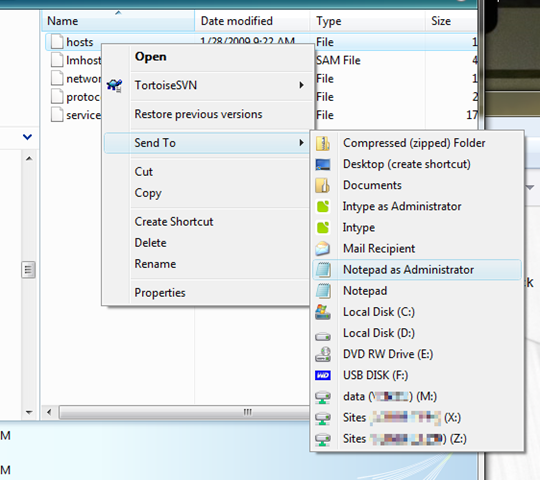 Name Date modified Type Size
hosts 1/28/2009 9:22 AM File 1
lmhost SAM File 4
networ File 1
protoc File 2
service File 17
Open
TortoiseSVN
Restore previous versions
Send To
Cut
Copy
Create Shortcut
Delete
Rename
Properties
Compressed (zipped) Folder
Desktop (create shortcut)
Documents
Intype as Administrator
Intype
Mail Recipient
Notepad as Administrator
Notepad
Local Disk (C:)
Local Disk (D:)
DVD RW Drive (E:)
WD USB DISK (F:)
data ( ) (M:)
Sites (X:)
Sites (Z:)
k
M
M